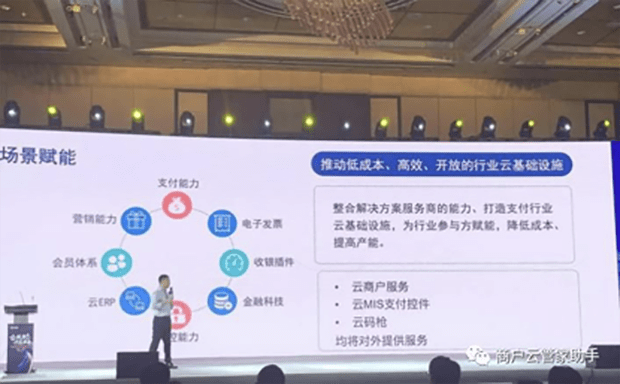 场景赋能
推动低成本、高效、开放的行业云基础设施
支付能力
营销能力
电子发票
会员体系
收银插件
云ERP
金融科技
控能力
整合解决方案服务商的能力、打造支付行业
云基础设施，为行业参与方赋能，降低成本、
提高产能。
• 云商户服务
• 云MIS支付控件
• 云码枪
均将对外提供服务
商户云管家助手